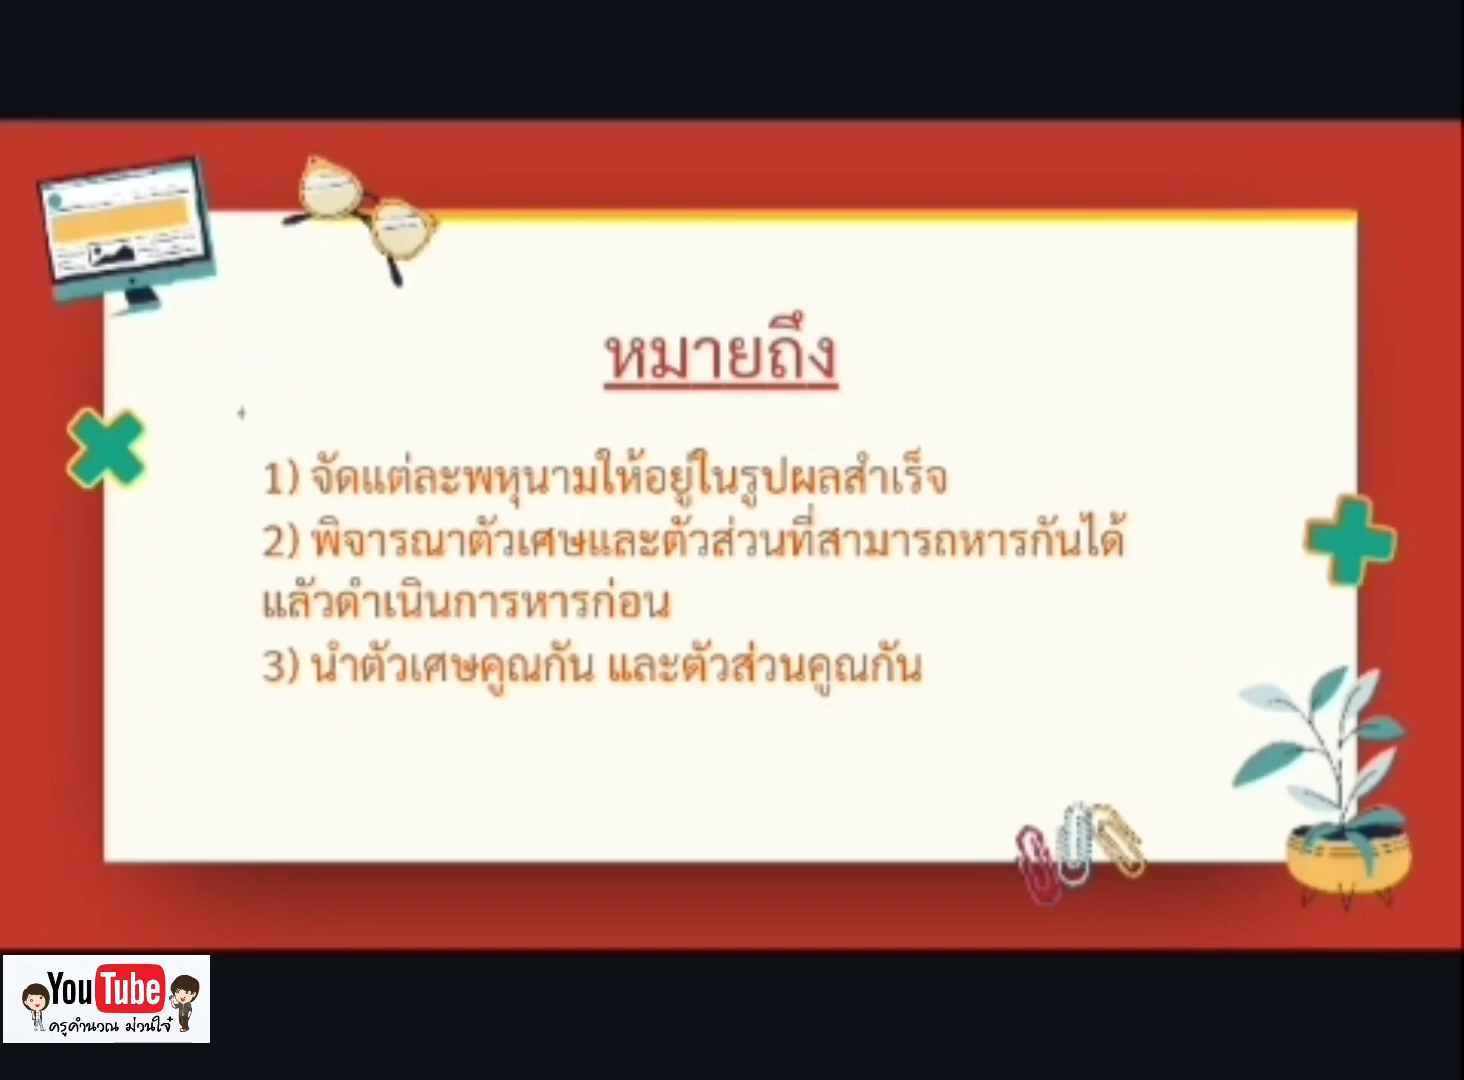 หมายถึง
1) จัดแต่ละพหุนามให้อยู่ในรูปผลสำเร็จ
2) พิจารณาตัวเศษและตัวส่วนที่สามารถหารกันได้
แล้วดำเนินการหารก่อน
3) นำตัวเศษคูณกัน และตัวส่วนคูณกัน
YouTube
ครูคำนวณ ม่วนใจ๋